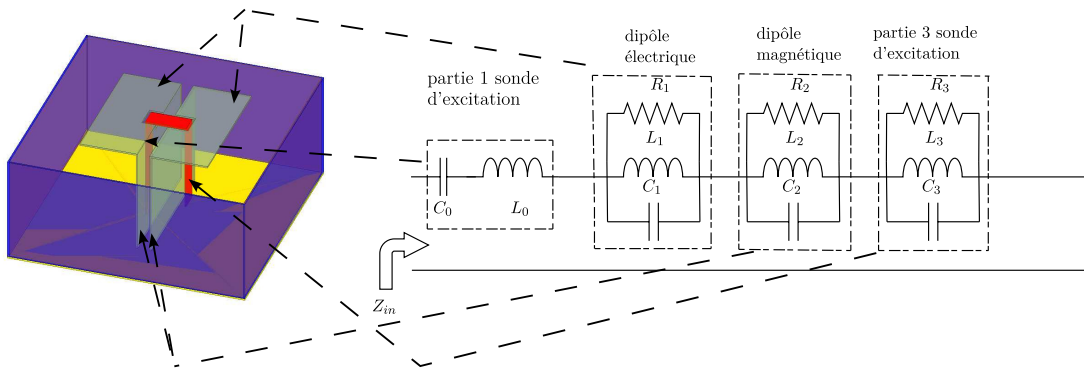 partie 1 sonde
d'excitation
dipôle
électrique
dipôle
magnétique
partie 3 sonde
d'excitation
R₁
L₁
C₁
R₂
L₂
C₂
R₃
L₃
C₃
C₀
L₀
Zᵢₙ